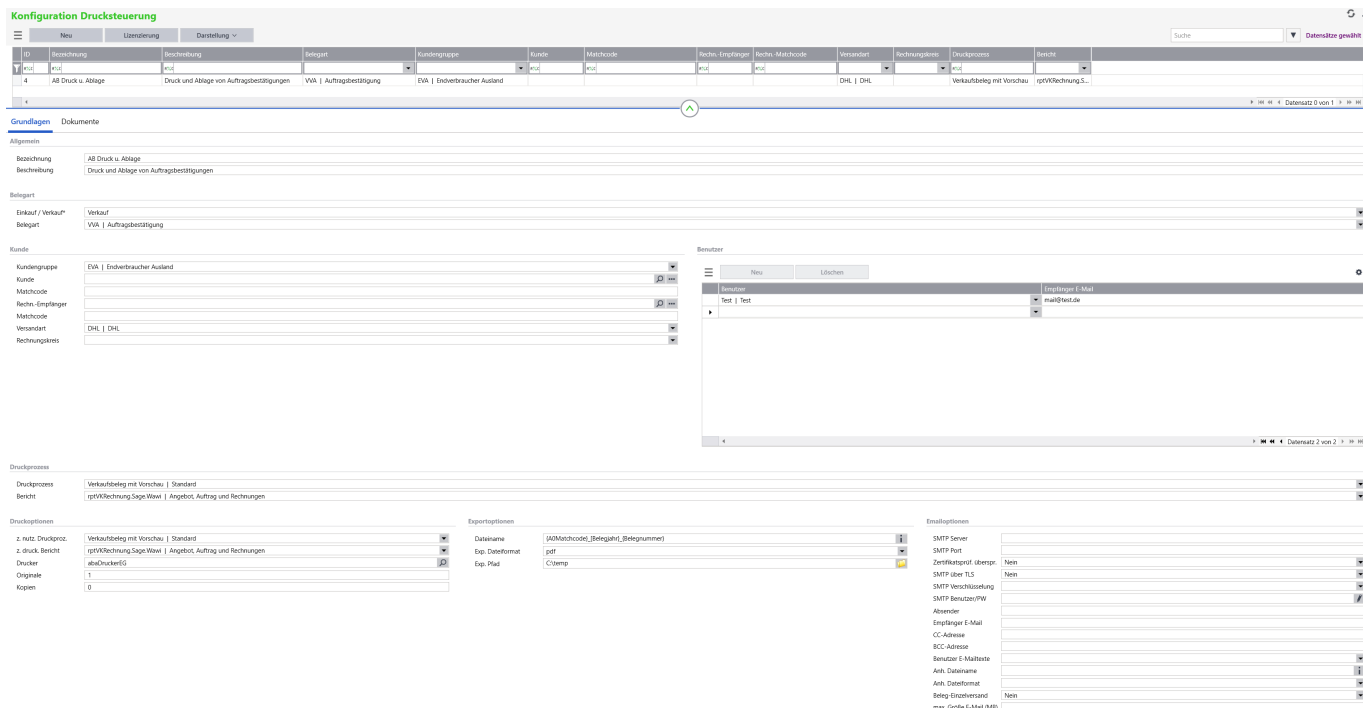 Konfiguration Drucksteuerung
Neu Lizenzierung Darstellung Suche Datensätze gewählt
ID Bezeichnung Beschreibung Belegart Kundengruppe Kunde Matchcode Rechn.-Empfänger Rechn.-Matchcode Versandart Rechnungskreis Druckprozess Bericht
4 AB Druck u. Ablage Druck und Ablage von Auftragsbestätigungen VVA | Auftragsbestätigung EVA | Endverbraucher Ausland DHL | DHL Verkaufsbeleg mit Vorschau rptVKRechnung.S...
Datensatz 0 von 1
Grundlagen Dokumente
Allgemein
Bezeichnung AB Druck u. Ablage
Beschreibung Druck und Ablage von Auftragsbestätigungen
Belegart
Einkauf / Verkauf* Verkauf
Belegart VVA | Auftragsbestätigung
Kunde
Kundengruppe EVA | Endverbraucher Ausland
Kunde
Matchcode
Rechn.-Empfänger
Matchcode
Versandart DHL | DHL
Rechnungskreis
Benutzer
Neu Löschen
Benutzer Empfänger E-Mail
Test | Test mail@test.de
Datensatz 2 von 2
Druckprozess
Druckprozess Verkaufsbeleg mit Vorschau | Standard
Bericht rptVKRechnung.Sage.Wawi | Angebot, Auftrag und Rechnungen
Druckoptionen
z. nutz. Druckproz. Verkaufsbeleg mit Vorschau | Standard
z. druck. Bericht rptVKRechnung.Sage.Wawi | Angebot, Auftrag und Rechnungen
Drucker abaDruckerEG
Originale 1
Kopien 0
Exportoptionen
Dateiname {A0Matchcode}_{Belegjahr}_{Belegnummer}
Exp. Dateiformat pdf
Exp. Pfad C:\temp
Emailoptionen
SMTP Server
SMTP Port
Zertifikatsprüf. überspr. Nein
SMTP über TLS Nein
SMTP Verschlüsselung
SMTP Benutzer/PW
Absender
Empfänger E-Mail
CC-Adresse
BCC-Adresse
Benutzer E-Mailtexte
Anh. Dateiname
Anh. Dateiformat
Beleg-Einzelversand Nein
max. Größe E-Mail (MB)